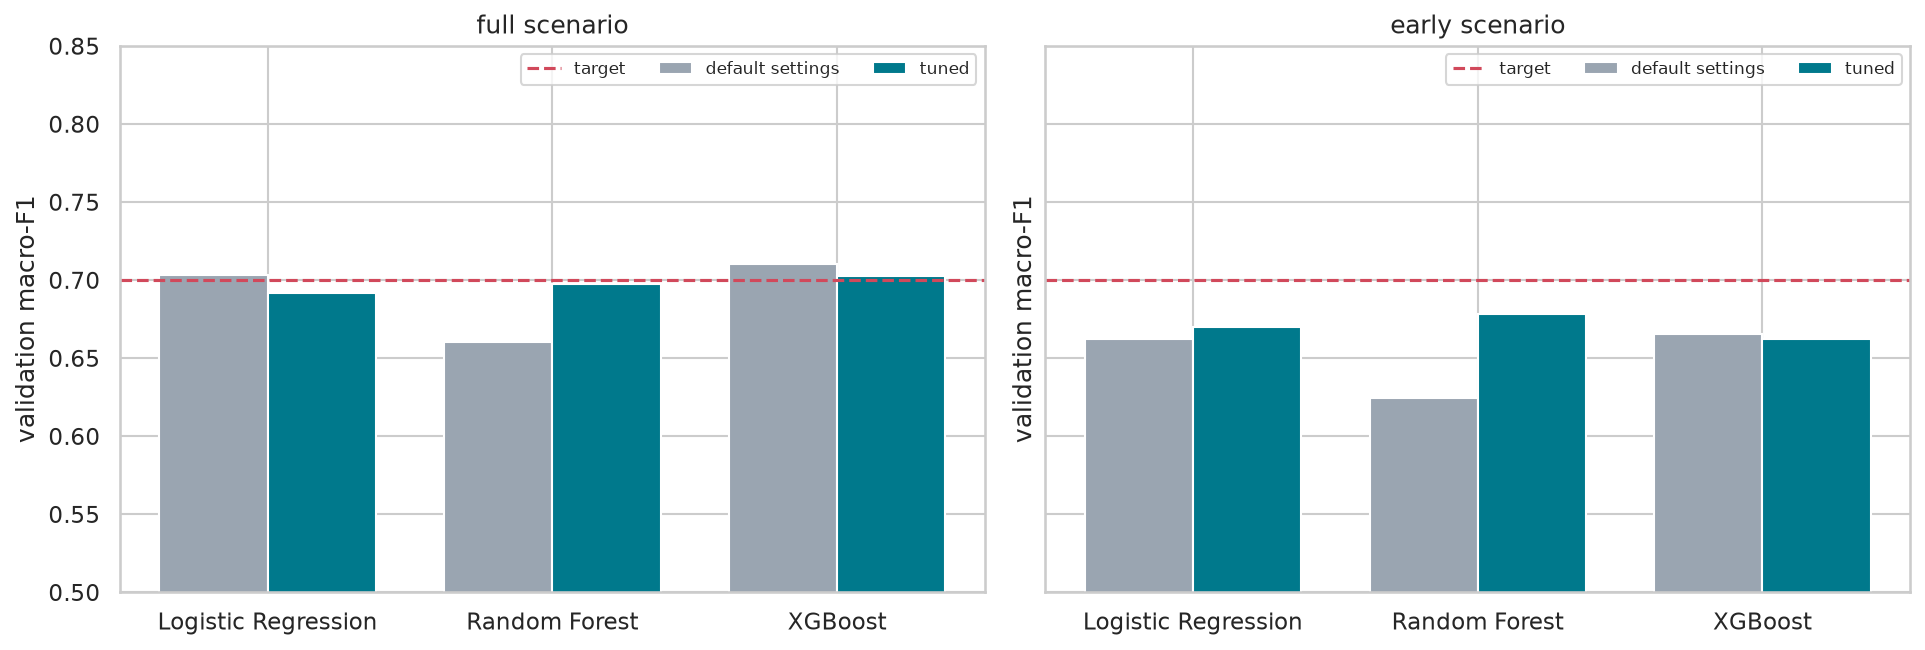 full scenario
target default settings tuned
0.85
0.80
0.75
0.70
0.65
0.60
0.55
0.50
validation macro-F1
Logistic Regression Random Forest XGBoost
early scenario
target default settings tuned
validation macro-F1
Logistic Regression Random Forest XGBoost